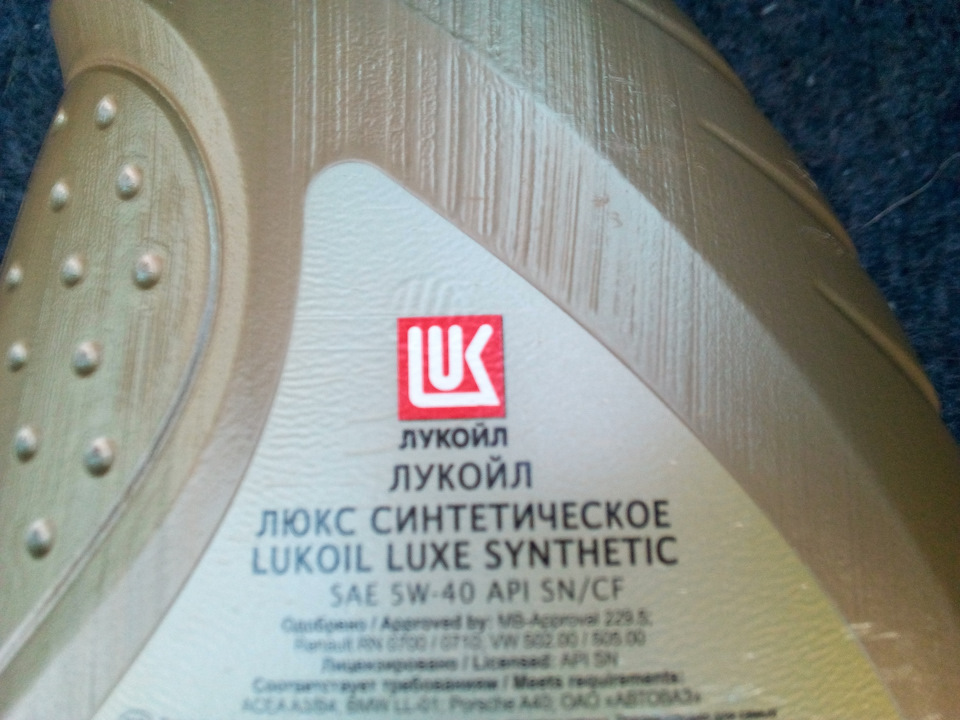 LUK
ЛУКОЙЛ
ЛУКОЙЛ
ЛЮКС СИНТЕТИЧЕСКОЕ
LUKOIL LUXE SYNTHETIC
SAE 5W-40 API SN/CF
Одобрено / Approved by: MB-Approval 229.5;
Renault RN 0700 / 0710; VW 502.00 / 505.00
Лицензировано / Licensed: API SN
Соответствует требованиям / Meets requirements:
ACEA A3/B4; BMW LL-01; Porsche A40; ОАО «АВТОВАЗ»